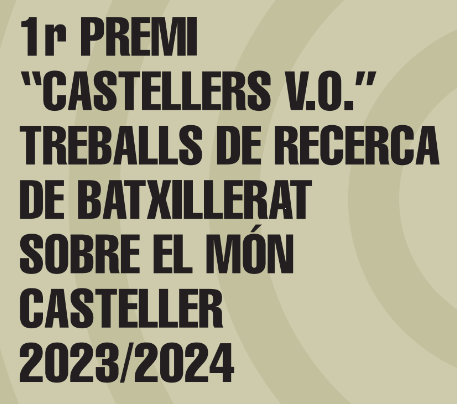 1r PREMI
“CASTELLERS V.O.”
TREBALLS DE RECERCA
DE BATXILLERAT
SOBRE EL MÓN
CASTELLER
2023/2024